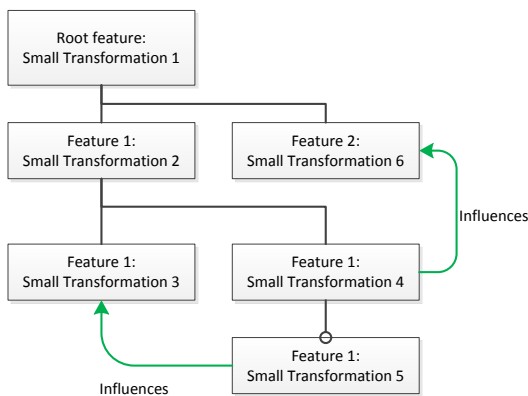 Root feature:
Small Transformation 1
Feature 1:
Small Transformation 2
Feature 2:
Small Transformation 6
Influences
Feature 1:
Small Transformation 3
Feature 1:
Small Transformation 4
Feature 1:
Small Transformation 5
Influences